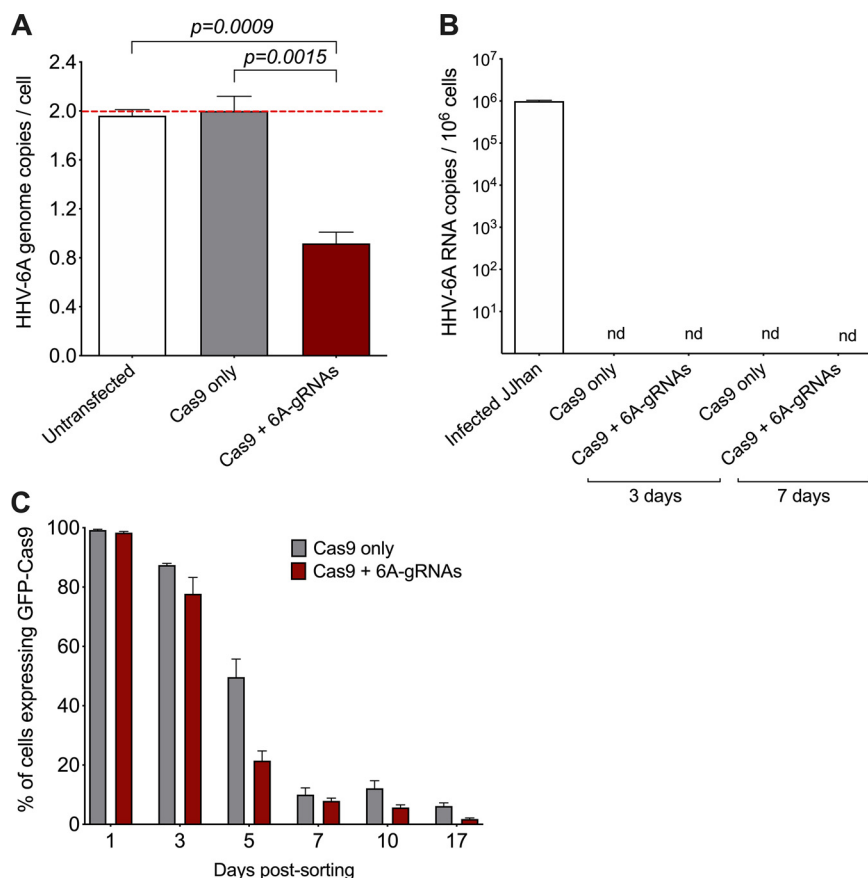 A
p=0.0009
p=0.0015
HHV-6A genome copies / cell
2.4
2.0
1.6
1.2
0.8
0.4
0.0
Untransfected
Cas9 only
Cas9 + 6A-gRNAs
B
HHV-6A RNA copies / 10⁶ cells
10⁷
10⁶
10⁵
10⁴
10³
10²
10¹
nd
nd
nd
nd
Infected JJhan
Cas9 only
Cas9 + 6A-gRNAs
Cas9 only
Cas9 + 6A-gRNAs
3 days
7 days
C
% of cells expressing GFP-Cas9
100
80
60
40
20
0
Cas9 only
Cas9 + 6A-gRNAs
1 3 5 7 10 17
Days post-sorting